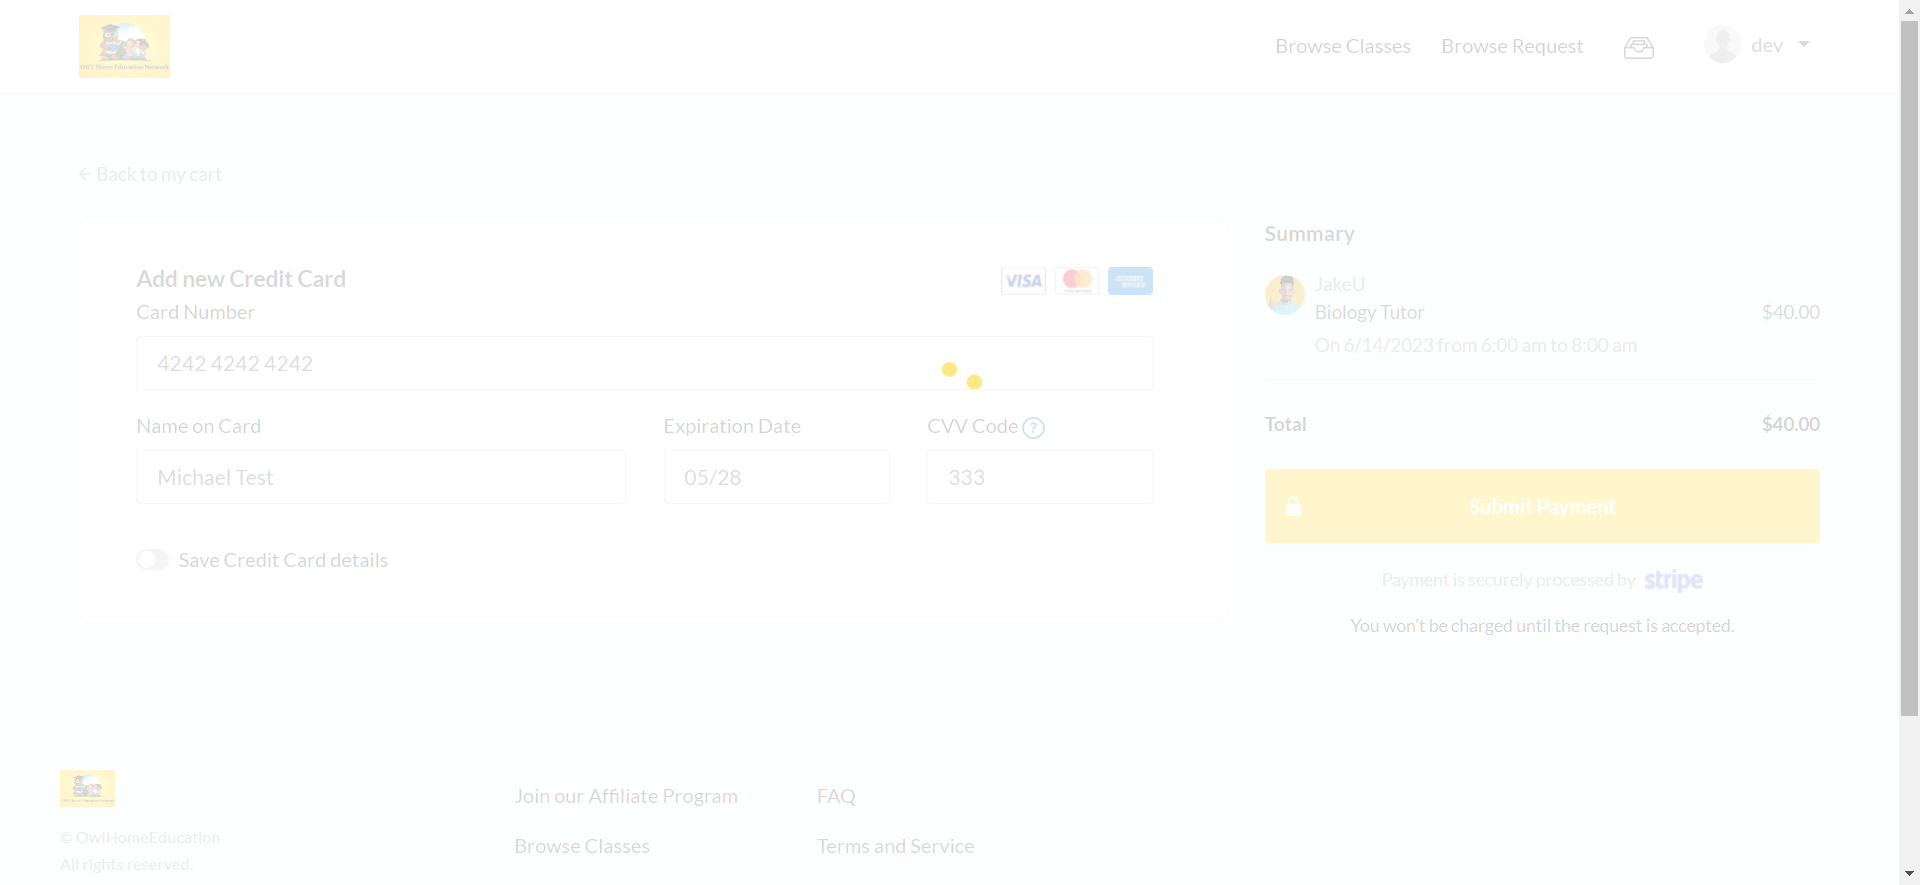 OWL Home Education Network
Browse Classes
Browse Request
dev
Back to my cart
Add new Credit Card
VISA
Card Number
4242 4242 4242
Name on Card
Expiration Date
CVV Code ?
Michael Test
05/28
333
Save Credit Card details
Summary
JakeU
Biology Tutor $40.00
On 6/14/2023 from 6:00 am to 8:00 am
Total $40.00
Submit Payment
Payment is securely processed by stripe
You won't be charged until the request is accepted.
© OwlHomeEducation
All rights reserved.
Join our Affiliate Program
Browse Classes
FAQ
Terms and Service